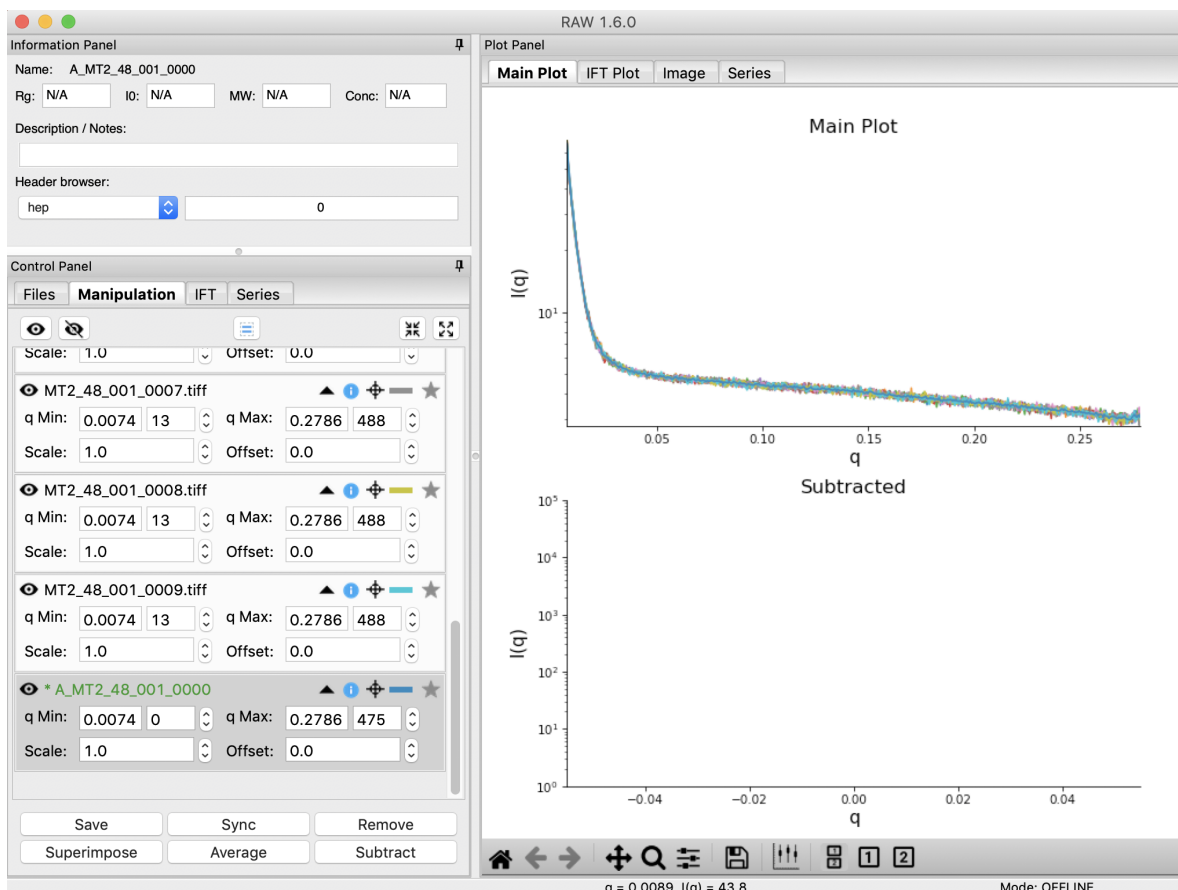 RAW 1.6.0
Information Panel
Name: A_MT2_48_001_0000
Rg: N/A I0: N/A MW: N/A Conc: N/A
Description / Notes:
Header browser:
hep 0
Control Panel
Files Manipulation IFT Series
Scale: 1.0 Offset: 0.0
MT2_48_001_0007.tiff
q Min: 0.0074 13 q Max: 0.2786 488
Scale: 1.0 Offset: 0.0
MT2_48_001_0008.tiff
q Min: 0.0074 13 q Max: 0.2786 488
Scale: 1.0 Offset: 0.0
MT2_48_001_0009.tiff
q Min: 0.0074 13 q Max: 0.2786 488
Scale: 1.0 Offset: 0.0
* A_MT2_48_001_0000
q Min: 0.0074 0 q Max: 0.2786 475
Scale: 1.0 Offset: 0.0
Save Sync Remove
Superimpose Average Subtract
Plot Panel
Main Plot IFT Plot Image Series
Main Plot
I(q)
10¹
0.05 0.10 0.15 0.20 0.25
q
Subtracted
I(q)
10⁵
10⁴
10³
10²
10¹
10⁰
−0.04 −0.02 0.00 0.02 0.04
q
1 2 1 2
q = 0.0089, I(q) = 43.8 Mode: OFFLINE